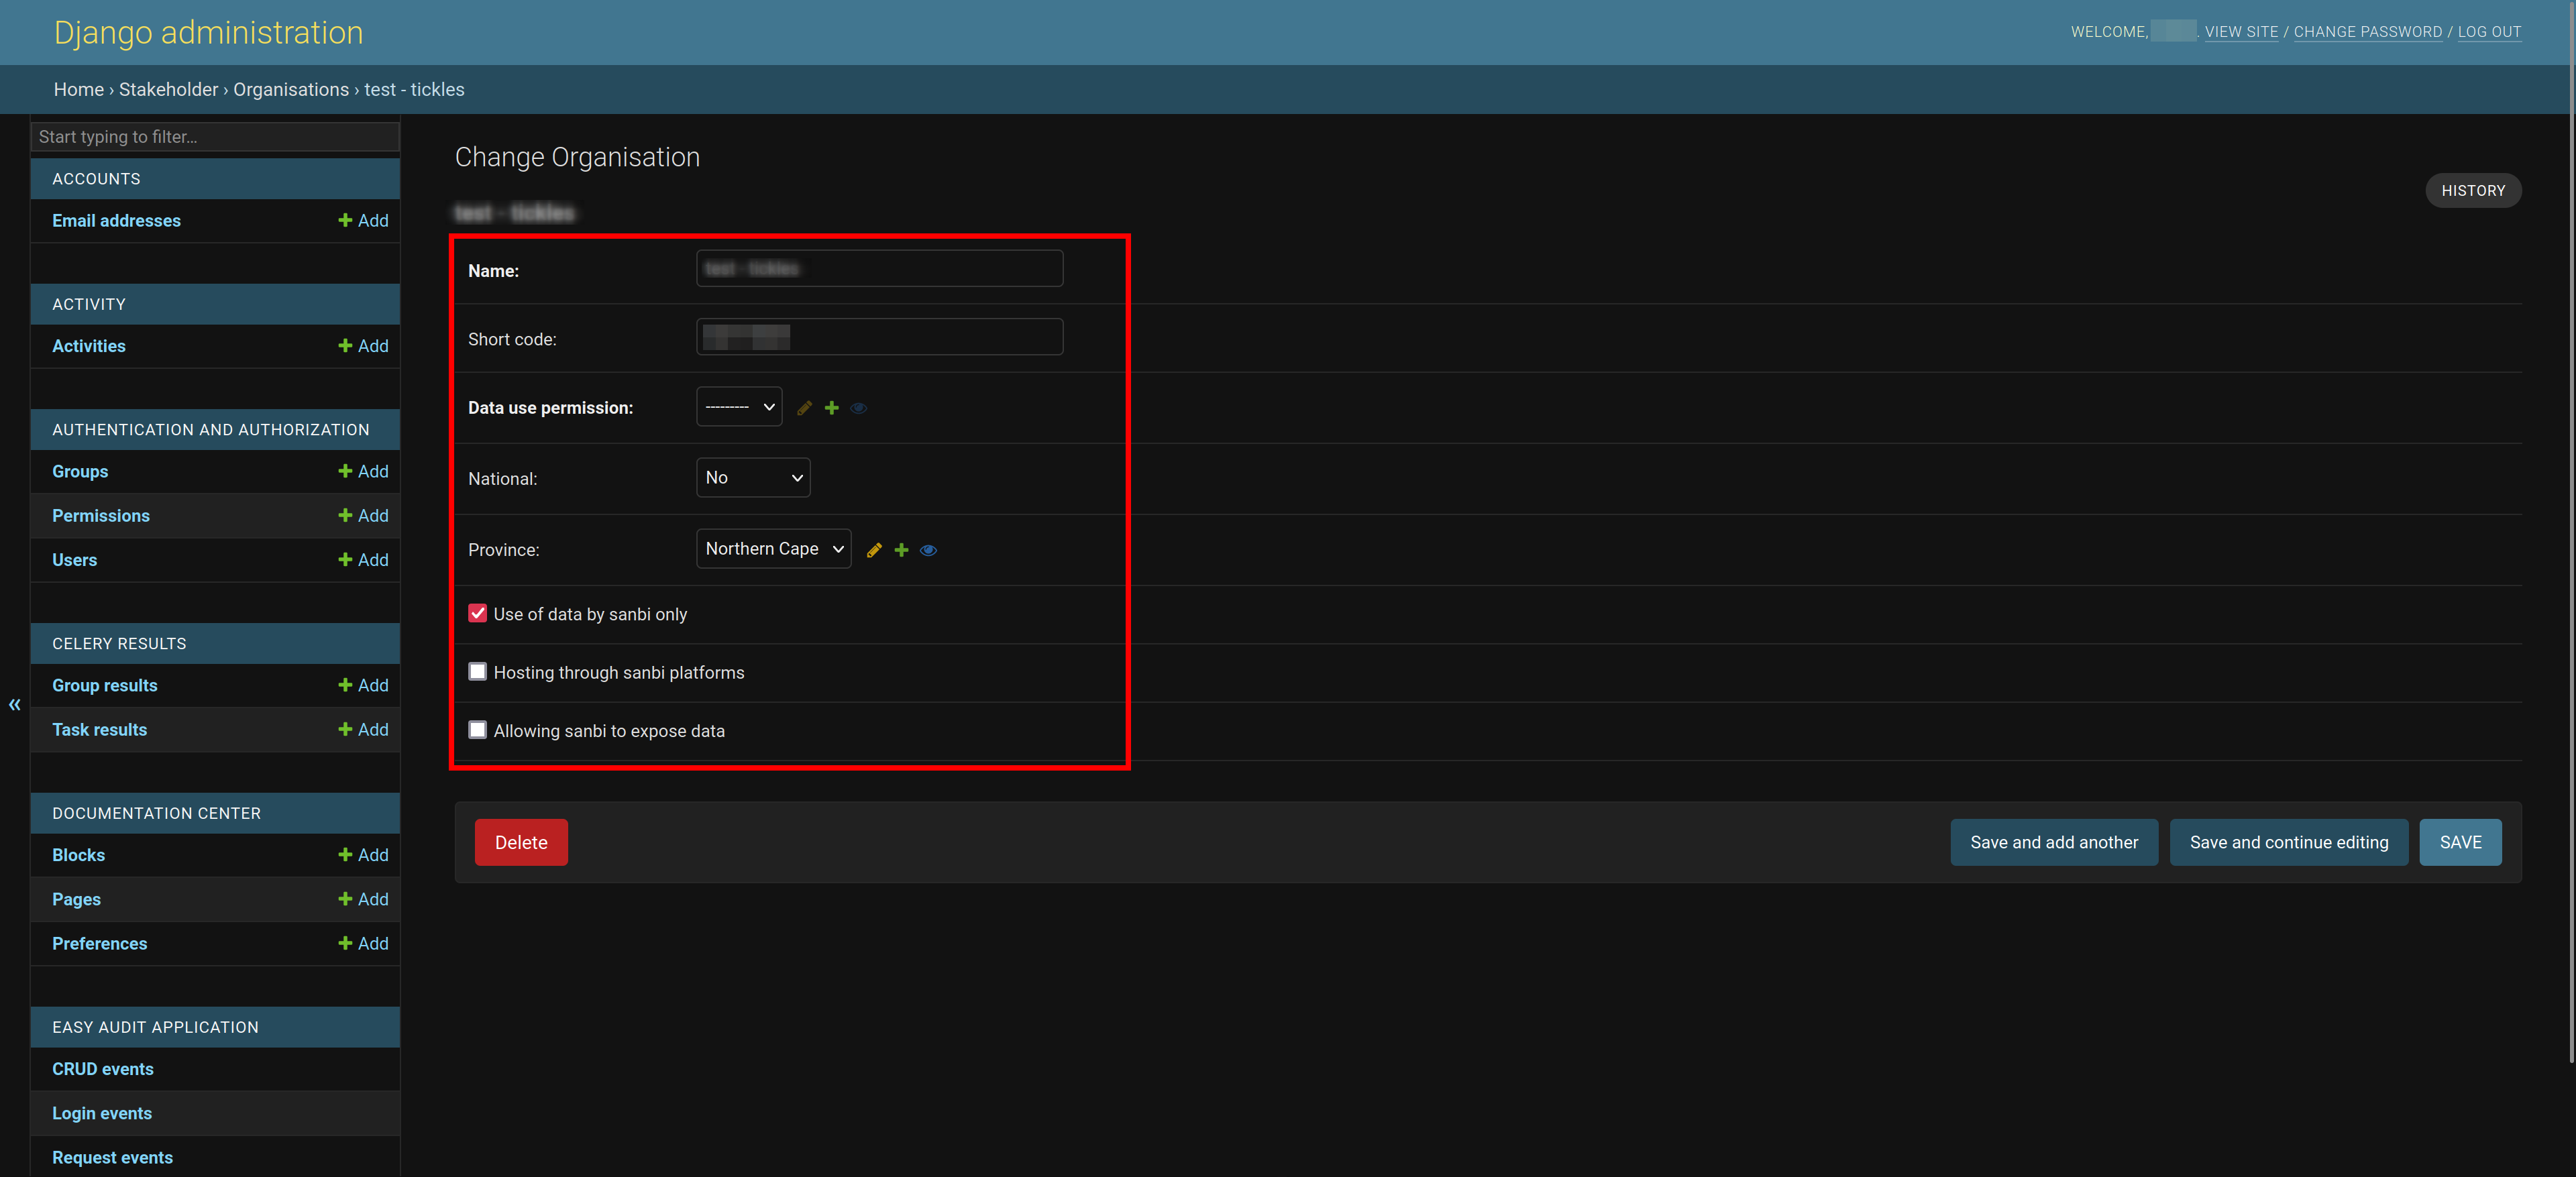 Django administration
WELCOME, . VIEW SITE / CHANGE PASSWORD / LOG OUT
Home › Stakeholder › Organisations › test - tickles
Start typing to filter...
ACCOUNTS
Email addresses Add
ACTIVITY
Activities Add
AUTHENTICATION AND AUTHORIZATION
Groups Add
Permissions Add
Users Add
CELERY RESULTS
Group results Add
Task results Add
DOCUMENTATION CENTER
Blocks Add
Pages Add
Preferences Add
EASY AUDIT APPLICATION
CRUD events
Login events
Request events
«
Change Organisation
HISTORY
test - tickles
Name: test - tickles
Short code:
Data use permission: ---------
National: No
Province: Northern Cape
Use of data by sanbi only
Hosting through sanbi platforms
Allowing sanbi to expose data
Delete
Save and add another
Save and continue editing
SAVE